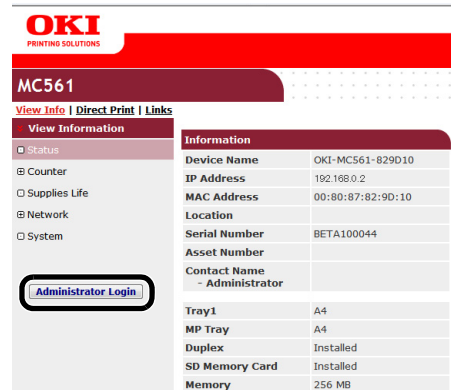 OKI
PRINTING SOLUTIONS
MC561
View Info | Direct Print | Links
View Information
Status
Counter
Supplies Life
Network
System
Administrator Login
Information
Device Name OKI-MC561-829D10
IP Address 192.168.0.2
MAC Address 00:80:87:82:9D:10
Location
Serial Number BETA100044
Asset Number
Contact Name
- Administrator
Tray1 A4
MP Tray A4
Duplex Installed
SD Memory Card Installed
Memory 256 MB